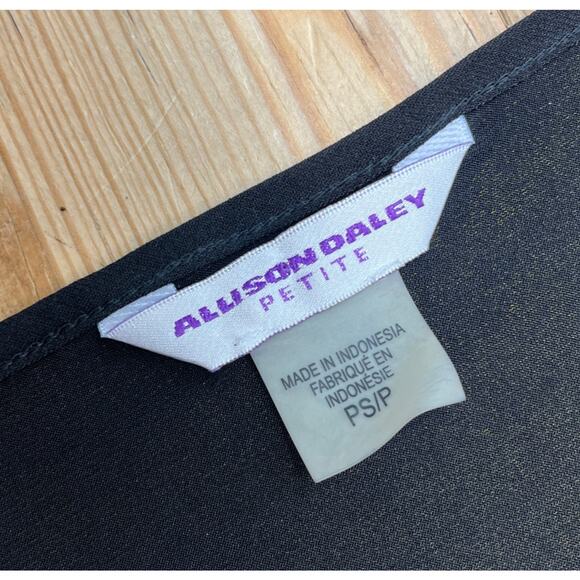 ALLISON DALEY
PETITE
MADE IN INDONESIA
FABRIQUÉ EN
INDONÉSIE
PS/P